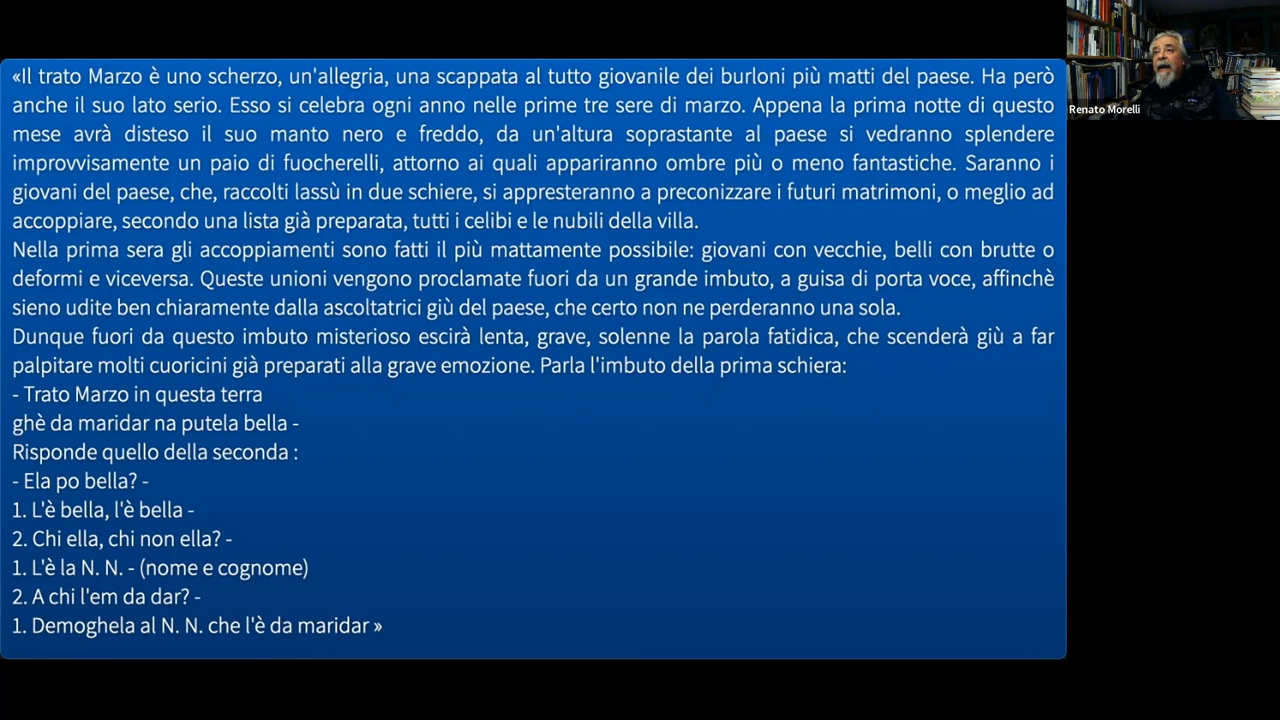 «Il trato Marzo è uno scherzo, un'allegria, una scappata al tutto giovanile dei burloni più matti del paese. Ha però
anche il suo lato serio. Esso si celebra ogni anno nelle prime tre sere di marzo. Appena la prima notte di questo
mese avrà disteso il suo manto nero e freddo, da un'altura soprastante al paese si vedranno splendere
improvvisamente un paio di fuocherelli, attorno ai quali appariranno ombre più o meno fantastiche. Saranno i
giovani del paese, che, raccolti lassù in due schiere, si appresteranno a preconizzare i futuri matrimoni, o meglio ad
accoppiare, secondo una lista già preparata, tutti i celibi e le nubili della villa.
Nella prima sera gli accoppiamenti sono fatti il più mattamente possibile: giovani con vecchie, belli con brutte o
deformi e viceversa. Queste unioni vengono proclamate fuori da un grande imbuto, a guisa di porta voce, affinchè
sieno udite ben chiaramente dalla ascoltatrici giù del paese, che certo non ne perderanno una sola.
Dunque fuori da questo imbuto misterioso escirà lenta, grave, solenne la parola fatidica, che scenderà giù a far
palpitare molti cuoricini già preparati alla grave emozione. Parla l'imbuto della prima schiera:
- Trato Marzo in questa terra
ghè da maridar na putela bella -
Risponde quello della seconda :
- Ela po bella? -
1. L'è bella, l'è bella -
2. Chi ella, chi non ella? -
1. L'è la N. N. - (nome e cognome)
2. A chi l'em da dar? -
1. Demoghela al N. N. che l'è da maridar »
Renato Morelli